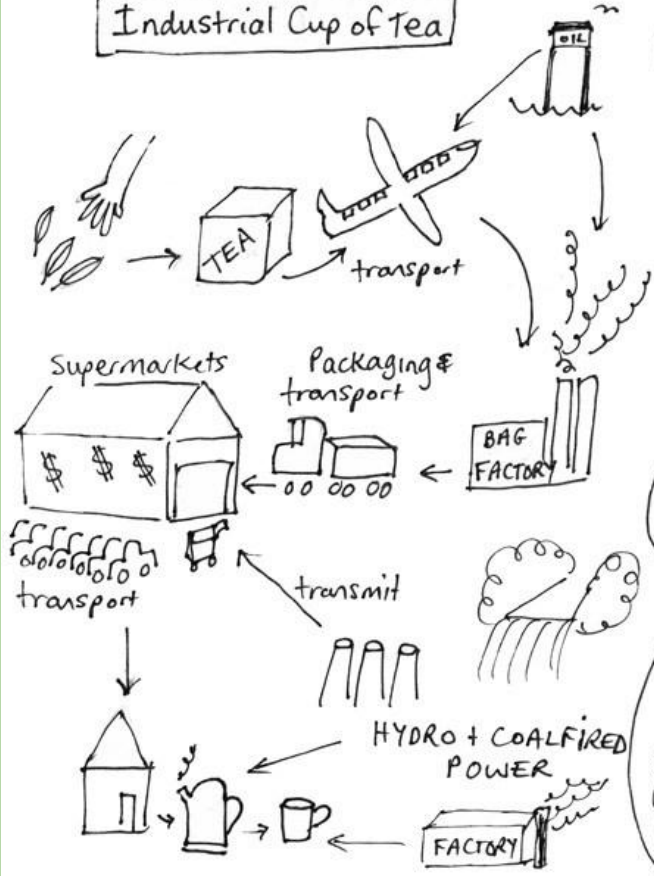 Industrial Cup of Tea
OIL
TEA
transport
Supermarkets
Packaging &
transport
$ $ $
BAG
FACTORY
transport
transmit
HYDRO + COALFIRED
POWER
FACTORY